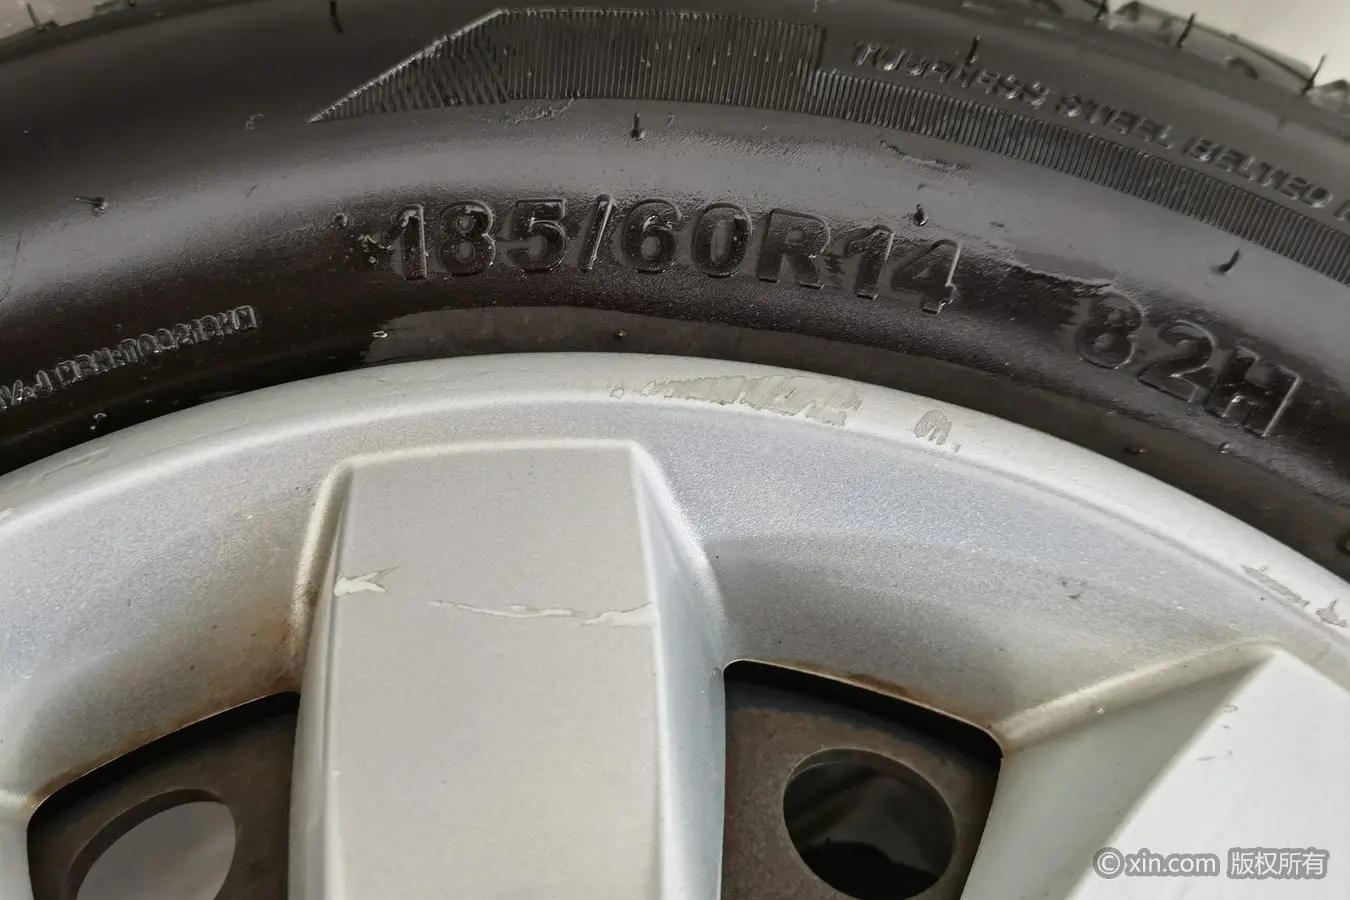 TUBELESS STEEL BELTED
185/60R14 82H
©xin.com 版权所有